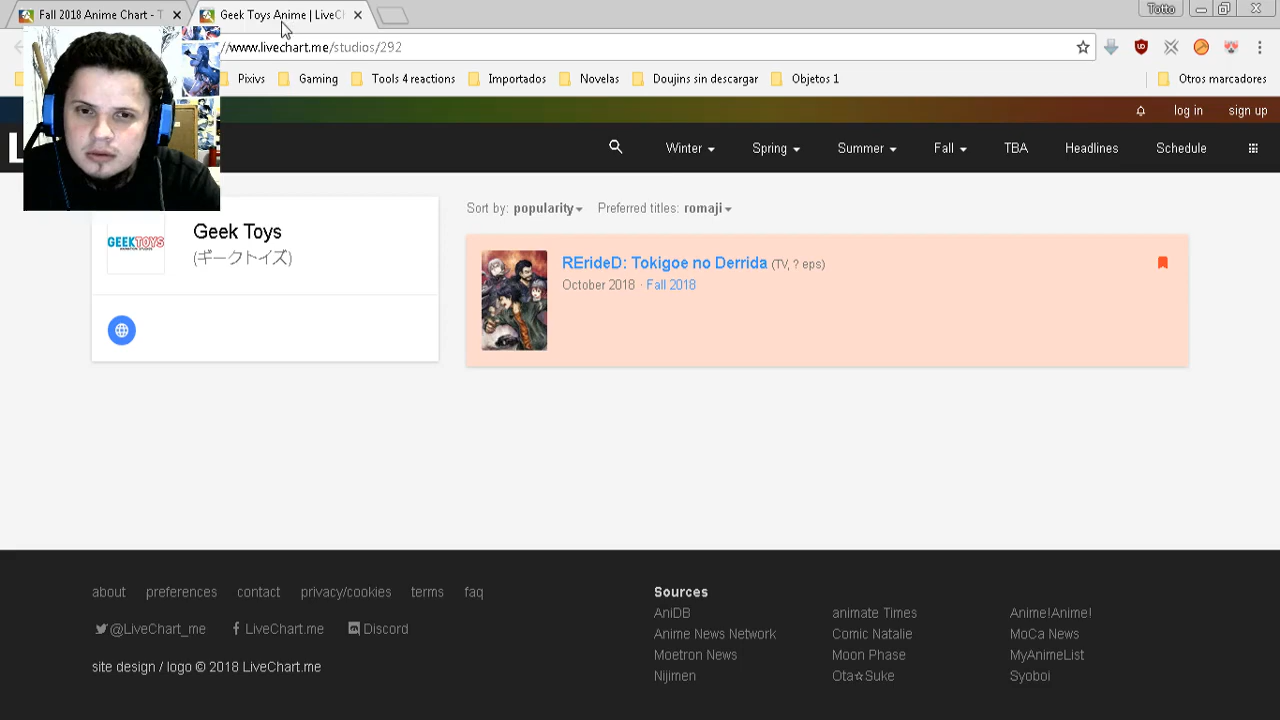 Fall 2018 Anime Chart - T
Geek Toys Anime | LiveCh
Totto
//www.livechart.me/studios/292
Pixivs
Gaming
Tools 4 reactions
Importados
Novelas
Doujins sin descargar
Objetos 1
Otros marcadores
log in
sign up
Winter
Spring
Summer
Fall
TBA
Headlines
Schedule
GEEKTOYS
Geek Toys
(ギークトイズ)
Sort by: popularity
Preferred titles: romaji
RErideD: Tokigoe no Derrida (TV, ? eps)
October 2018 · Fall 2018
about
preferences
contact
privacy/cookies
terms
faq
@LiveChart_me
LiveChart.me
Discord
site design / logo © 2018 LiveChart.me
Sources
AniDB
Anime News Network
Moetron News
Nijimen
animate Times
Comic Natalie
Moon Phase
Ota☆Suke
Anime!Anime!
MoCa News
MyAnimeList
Syoboi